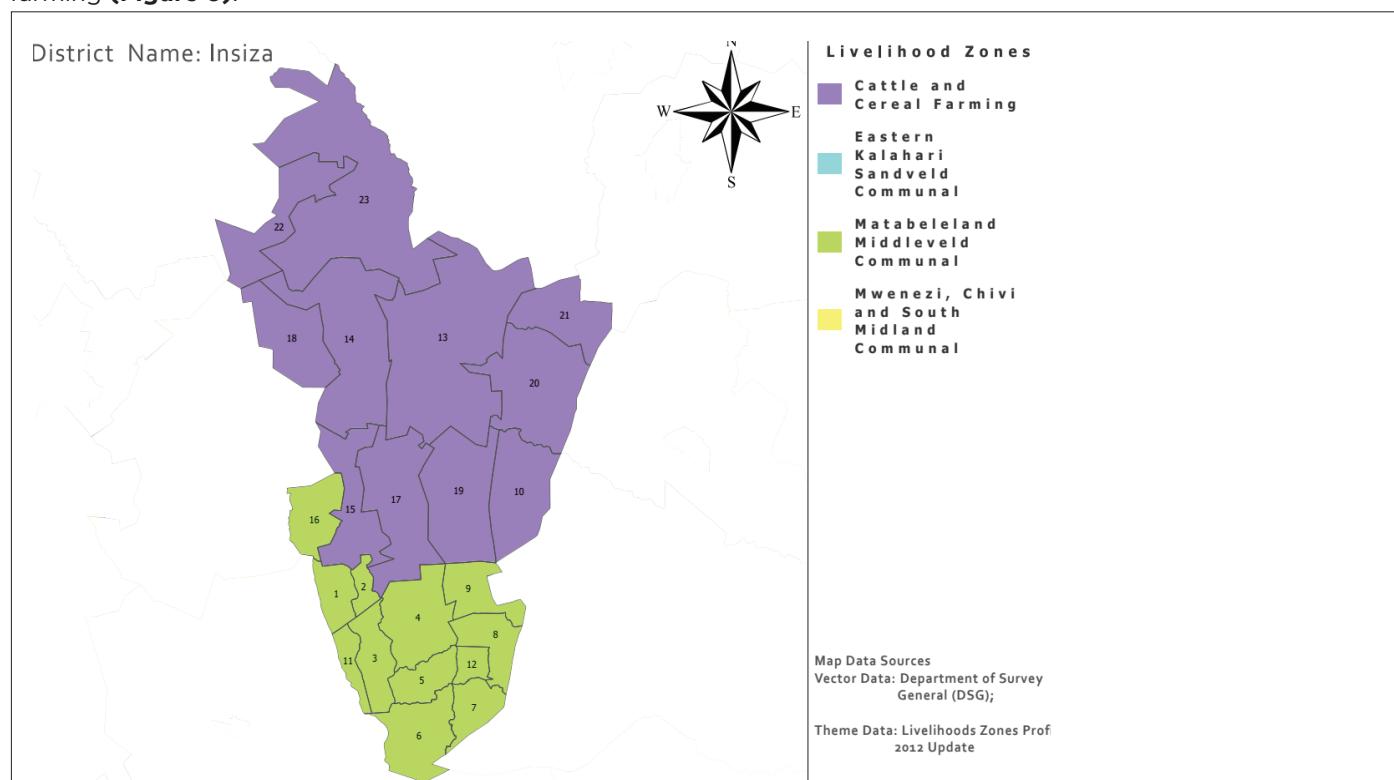 (Figure 3).
District Name: Insiza
N
W
E
S
23
22
21
18
14
13
20
17
19
10
15
16
1
2
9
4
8
11
3
12
5
7
6
Livelihood Zones
Cattle and
Cereal Farming
Eastern
Kalahari
Sandveld
Communal
Matabeleland
Middleveld
Communal
Mwenezi, Chivi
and South
Midland
Communal
Map Data Sources
Vector Data: Department of Survey
General (DSG);
Theme Data: Livelihoods Zones Prof
2012 Update